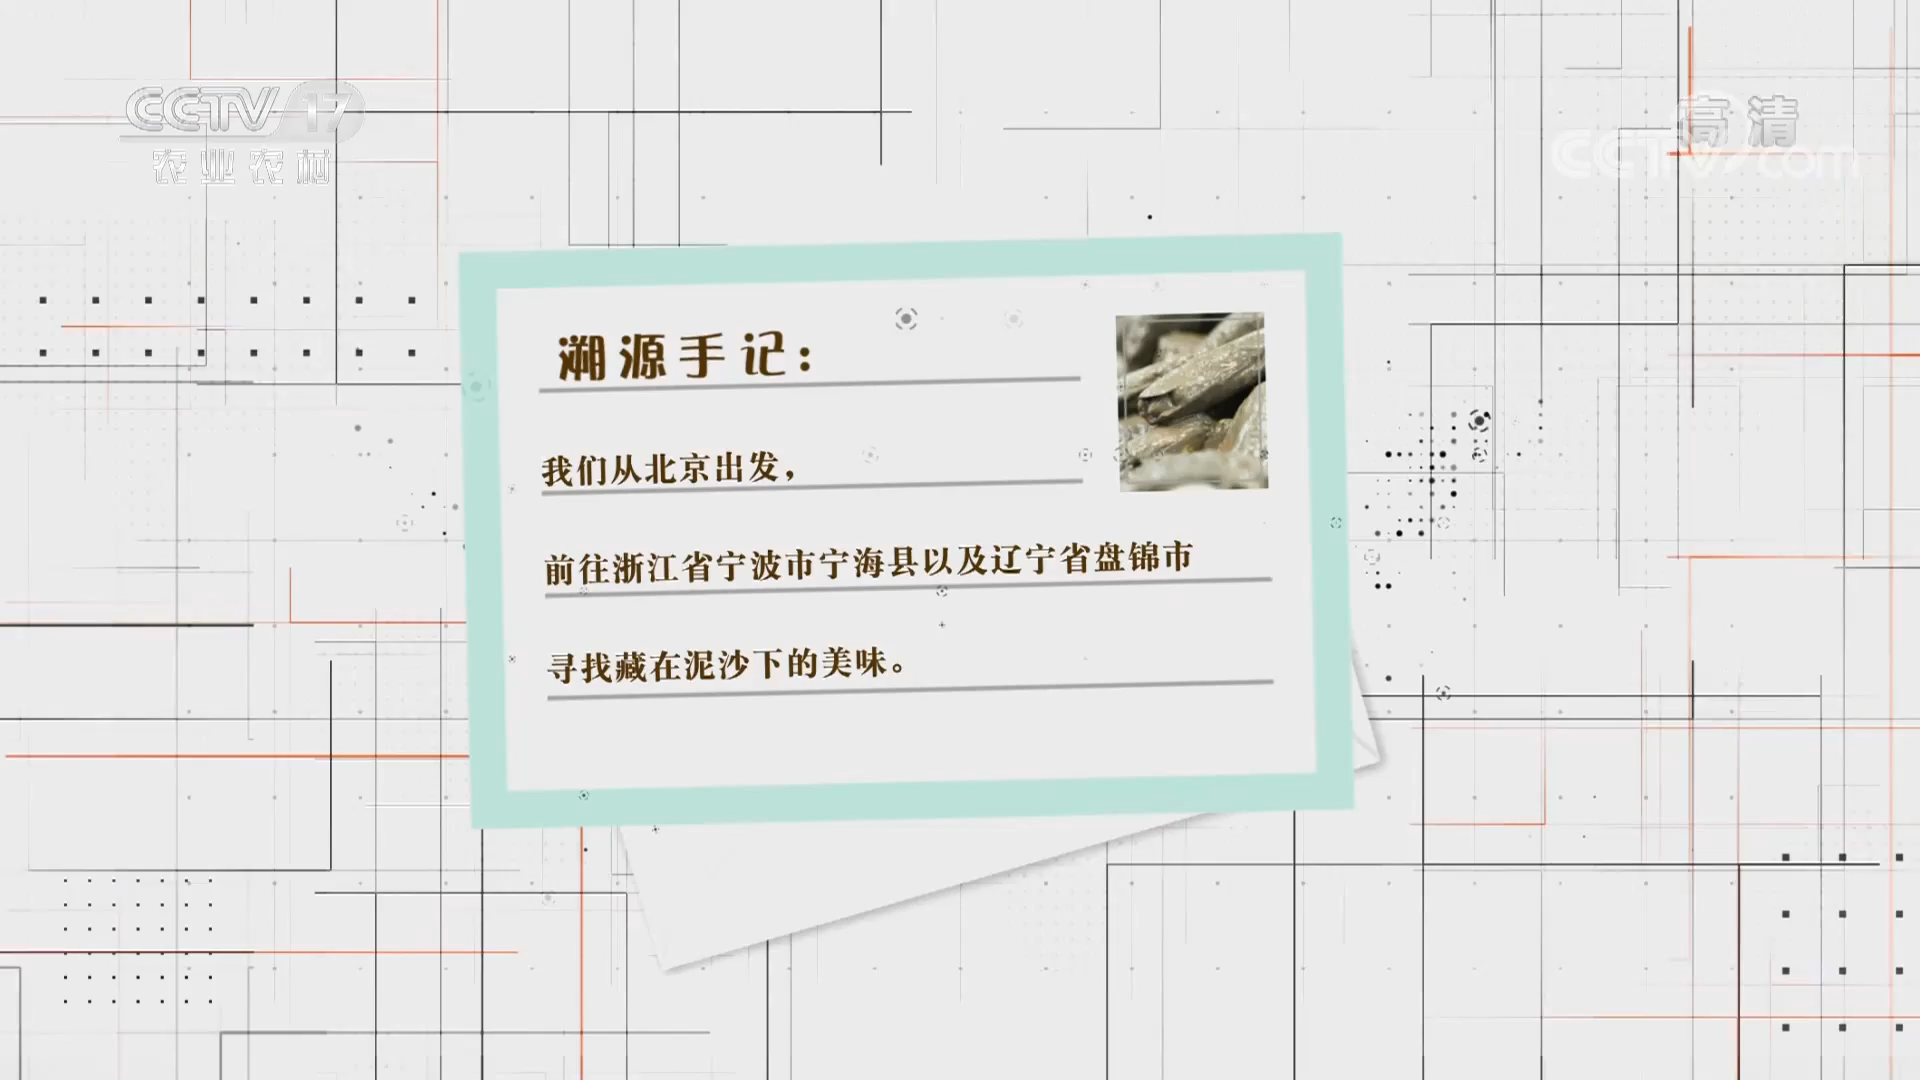 CCTV 17
农业农村
高清
CCTV.com
溯源手记：
我们从北京出发，
前往浙江省宁波市宁海县以及辽宁省盘锦市
寻找藏在泥沙下的美味。